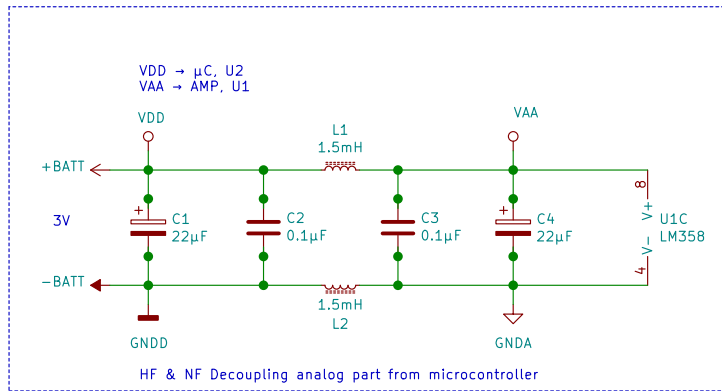 VDD → µC, U2
VAA → AMP, U1
VDD
VAA
L1
1.5mH
+BATT
8
+
C1
22µF
C2
0.1µF
C3
0.1µF
+
C4
22µF
V+
U1C
LM358
V-
4
3V
-BATT
1.5mH
L2
GNDD
GNDA
HF & NF Decoupling analog part from microcontroller